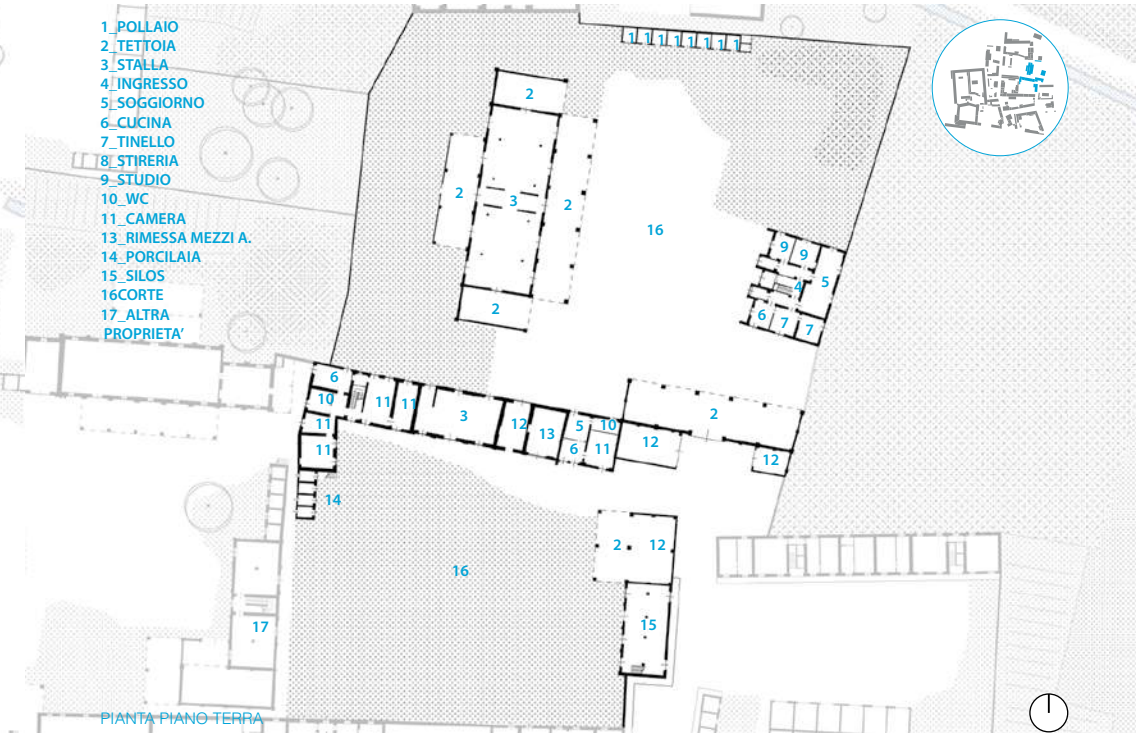 1_POLLAIO
2_TETTOIA
3_STALLA
4_INGRESSO
5_SOGGIORNO
6_CUCINA
7_TINELLO
8_STIRERIA
9_STUDIO
10_WC
11_CAMERA
13_RIMESSA MEZZI A.
14_PORCILAIA
15_SILOS
16CORTE
17_ALTRA
PROPRIETA'
1 1 1 1 1 1 1 1
2
2 3 2
16
2
9 9
5
4
6 7 7
6
10 11 11
11
11
3
12
13
5 10
6 11
2
12
12
14
2 12
16
15
17
PIANTA PIANO TERRA